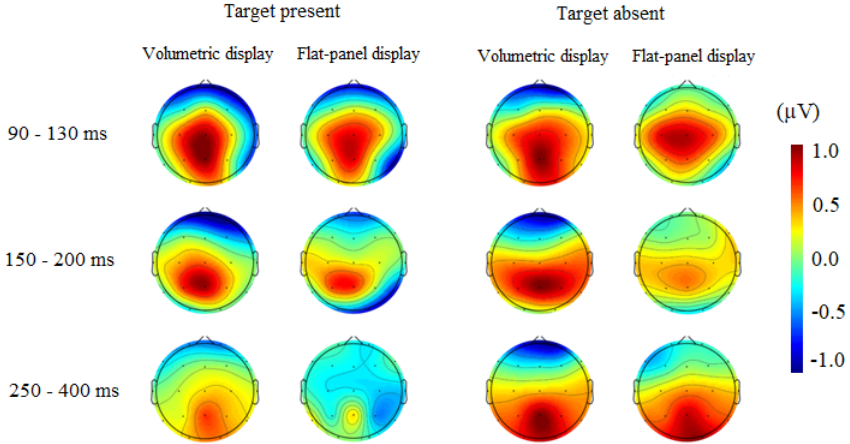 Target present Target absent
Volumetric display Flat-panel display Volumetric display Flat-panel display
(µV)
90 - 130 ms
1.0
0.5
150 - 200 ms
0.0
-0.5
-1.0
250 - 400 ms